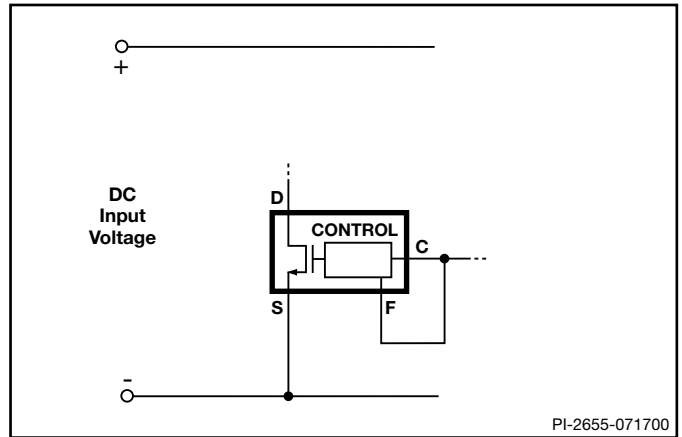 +
DC
Input
Voltage
D
CONTROL
C
S
F
-
PI-2655-071700